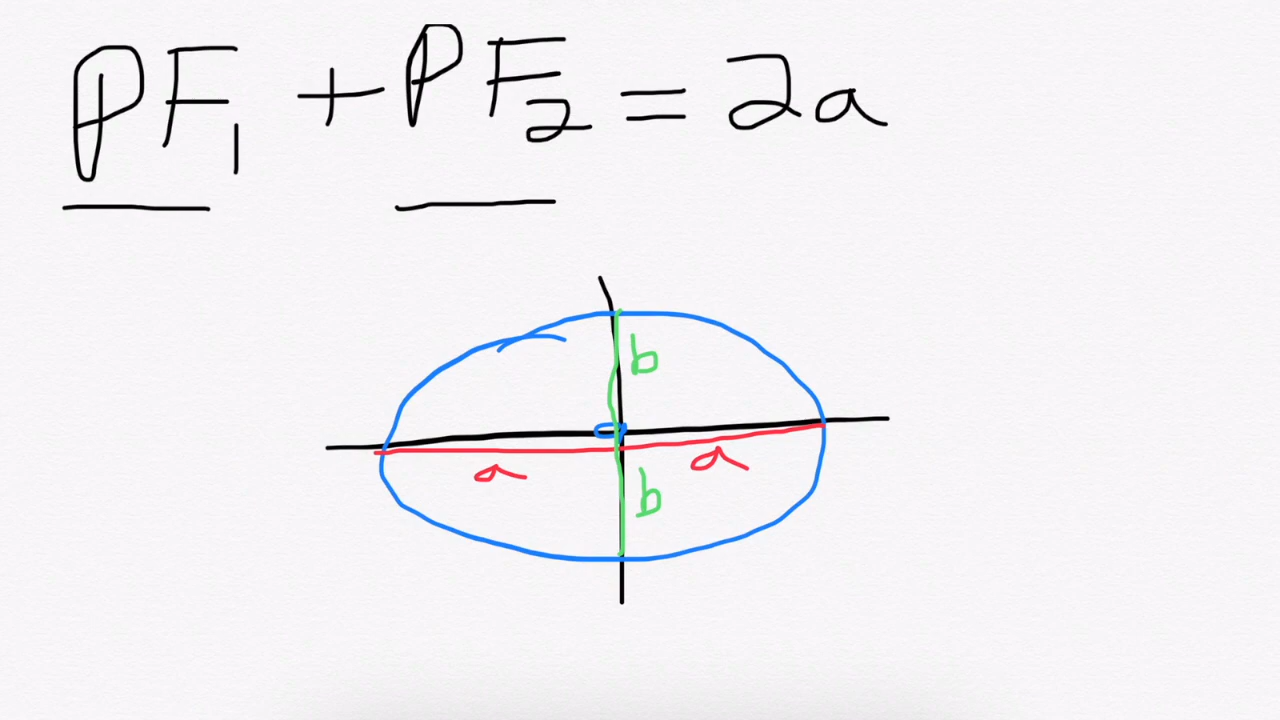 PF₁ + PF₂ = 2a
b
a a
b